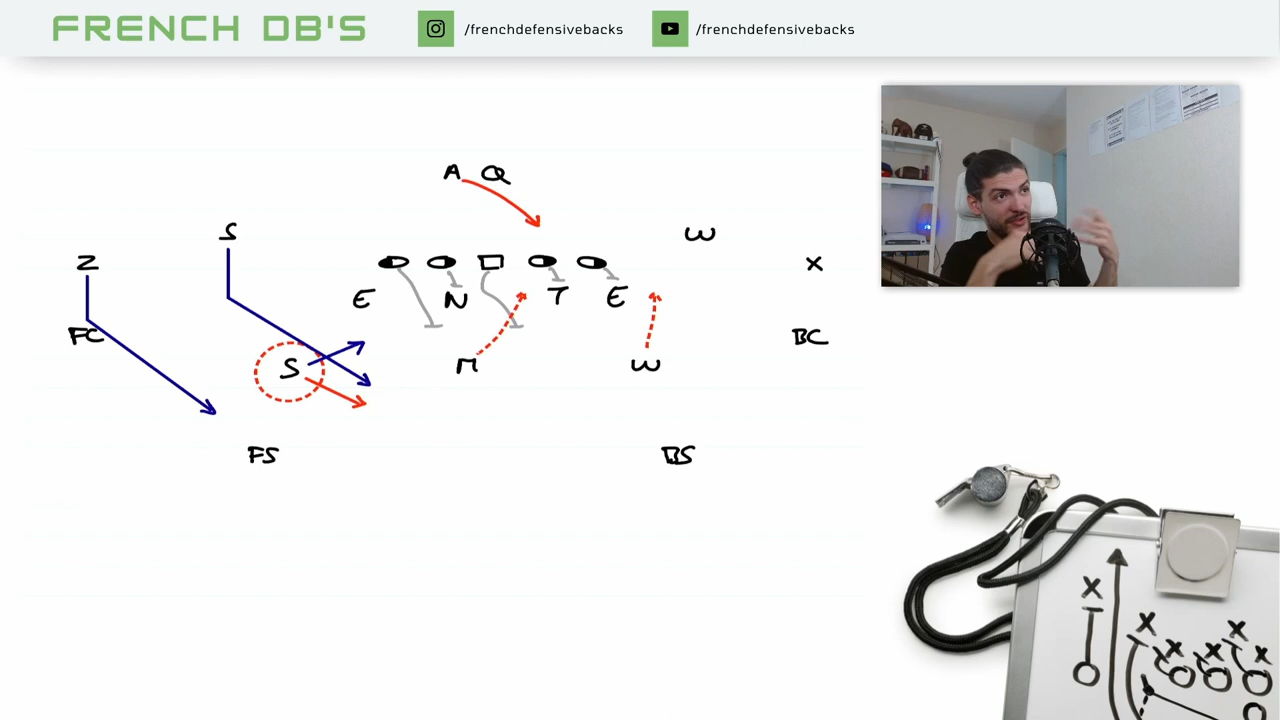 FRENCH DB'S
/frenchdefensivebacks
/frenchdefensivebacks
A Q
S
W
Z
X
E N T E
FC
BC
S
M
W
FS
BS
X
X
X
X
X
X